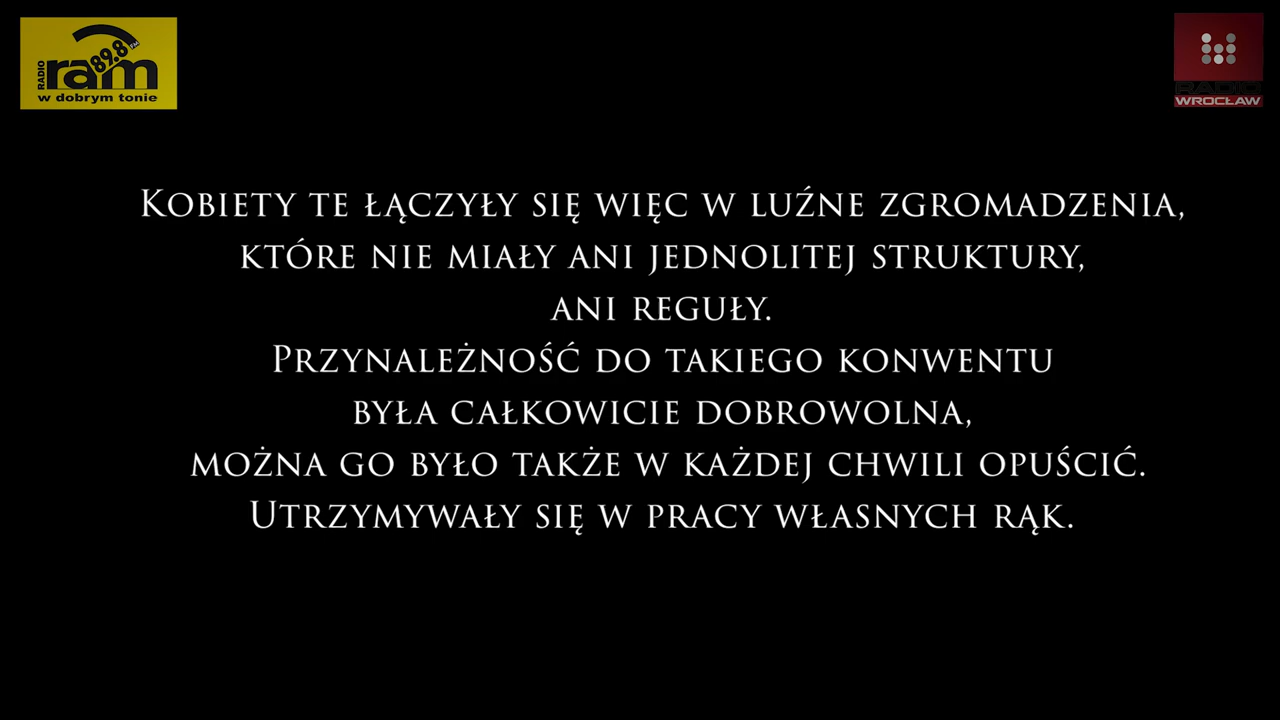 RADIO ram 89.8 FM
w dobrym tonie
RADIO
WROCŁAW
Kobiety te łączyły się więc w luźne zgromadzenia,
które nie miały ani jednolitej struktury,
ani reguły.
Przynależność do takiego konwentu
była całkowicie dobrowolna,
można go było także w każdej chwili opuścić.
Utrzymywały się w pracy własnych rąk.